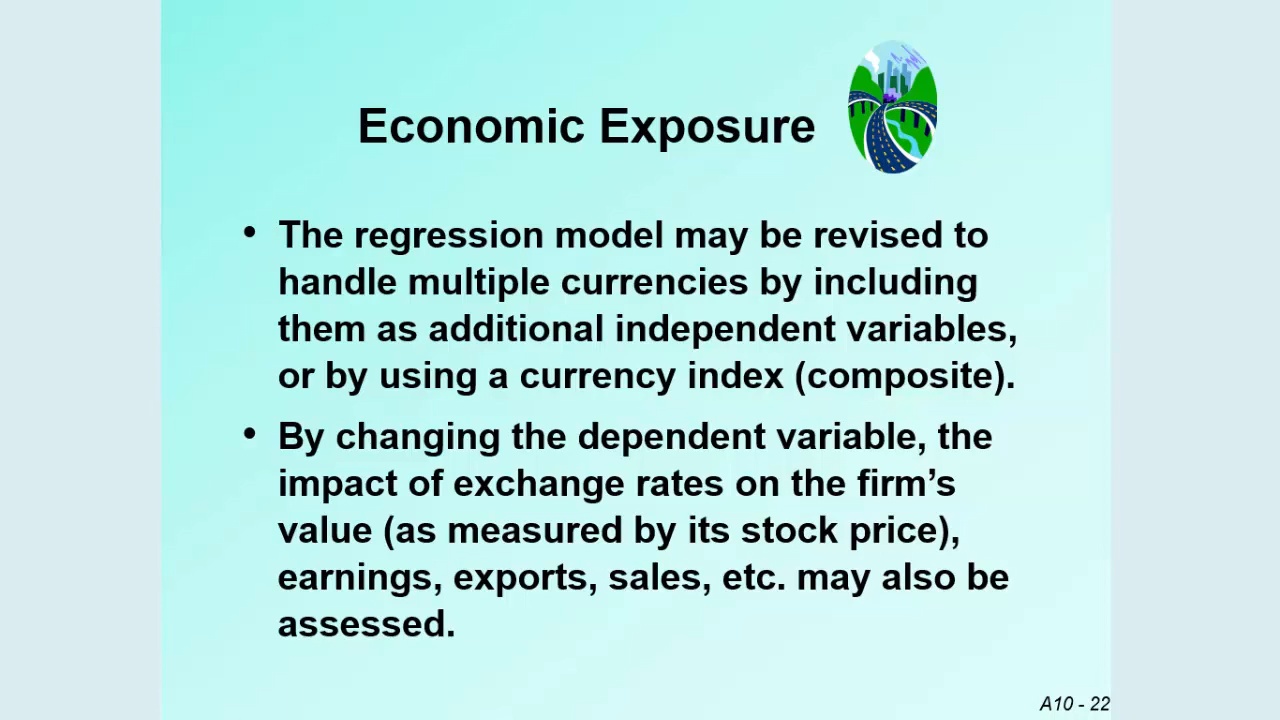 Economic Exposure
• The regression model may be revised to
handle multiple currencies by including
them as additional independent variables,
or by using a currency index (composite).
• By changing the dependent variable, the
impact of exchange rates on the firm’s
value (as measured by its stock price),
earnings, exports, sales, etc. may also be
assessed.
A10 - 22